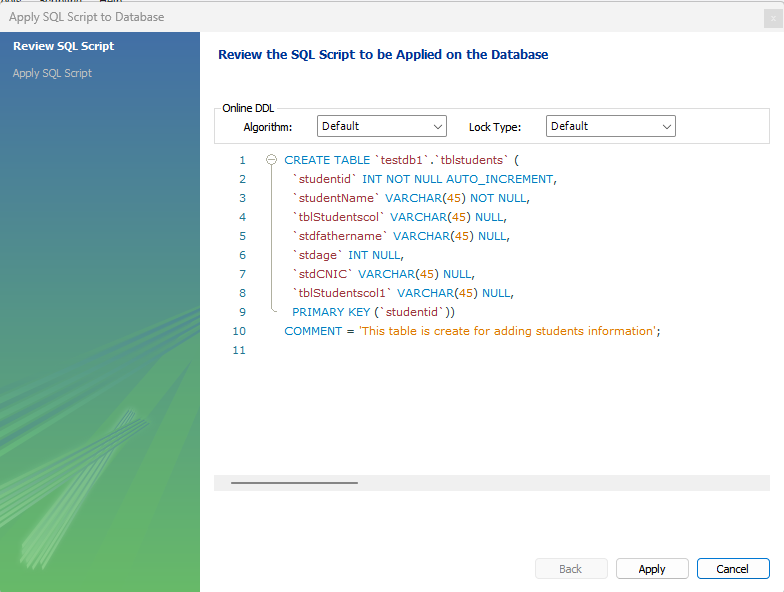 Apply SQL Script to Database
x
Review SQL Script
Apply SQL Script
Review the SQL Script to be Applied on the Database
Online DDL
Algorithm: Default Lock Type: Default
1 CREATE TABLE `testdb1`.`tblstudents` (
2 `studentid` INT NOT NULL AUTO_INCREMENT,
3 `studentName` VARCHAR(45) NOT NULL,
4 `tblStudentscol` VARCHAR(45) NULL,
5 `stdfathername` VARCHAR(45) NULL,
6 `stdage` INT NULL,
7 `stdCNIC` VARCHAR(45) NULL,
8 `tblStudentscol1` VARCHAR(45) NULL,
9 PRIMARY KEY (`studentid`))
10 COMMENT = 'This table is create for adding students information';
11
Back Apply Cancel